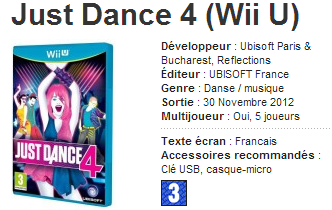 Just Dance 4 (Wii U)
Développeur : Ubisoft Paris &
Bucharest, Reflections
Éditeur : UBISOFT France
Genre : Danse / musique
Sortie : 30 Novembre 2012
Multijoueur : Oui, 5 joueurs
Texte écran : Francais
Accessoires recommandés :
Clé USB, casque-micro
3
Wii U
JUST DANCE 4
3
UBISOFT